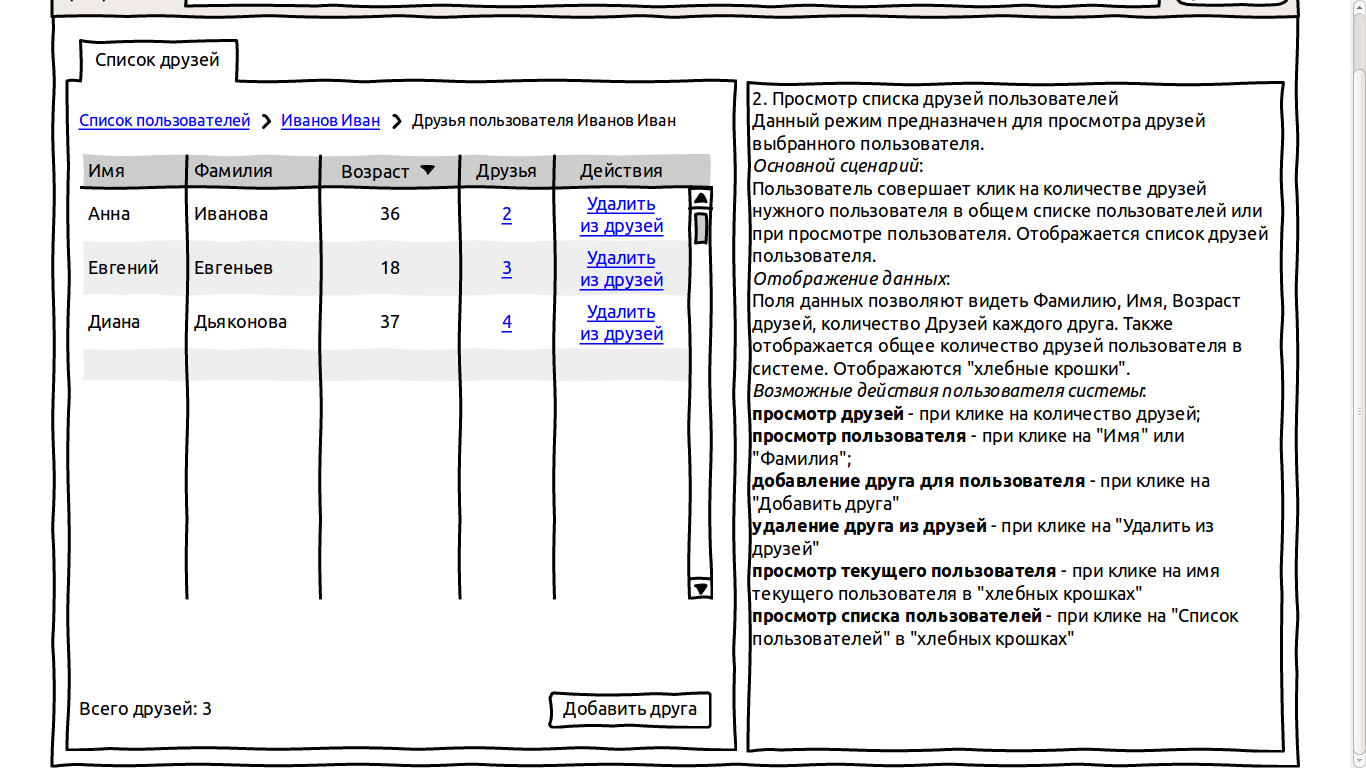 Список друзей
Список пользователей > Иванов Иван > Друзья пользователя Иванов Иван
Имя Фамилия Возраст Друзья Действия
Анна Иванова 36 2 Удалить
из друзей
Евгений Евгеньев 18 3 Удалить
из друзей
Диана Дьяконова 37 4 Удалить
из друзей
Всего друзей: 3
Добавить друга
2. Просмотр списка друзей пользователей
Данный режим предназначен для просмотра друзей
выбранного пользователя.
Основной сценарий:
Пользователь совершает клик на количестве друзей
нужного пользователя в общем списке пользователей или
при просмотре пользователя. Отображается список друзей
пользователя.
Отображение данных:
Поля данных позволяют видеть Фамилию, Имя, Возраст
друзей, количество Друзей каждого друга. Также
отображается общее количество друзей пользователя в
системе. Отображаются "хлебные крошки".
Возможные действия пользователя системы:
просмотр друзей - при клике на количество друзей;
просмотр пользователя - при клике на "Имя" или
"Фамилия";
добавление друга для пользователя - при клике на
"Добавить друга"
удаление друга из друзей - при клике на "Удалить из
друзей"
просмотр текущего пользователя - при клике на имя
текущего пользователя в "хлебных крошках"
просмотр списка пользователей - при клике на "Список
пользователей" в "хлебных крошках"